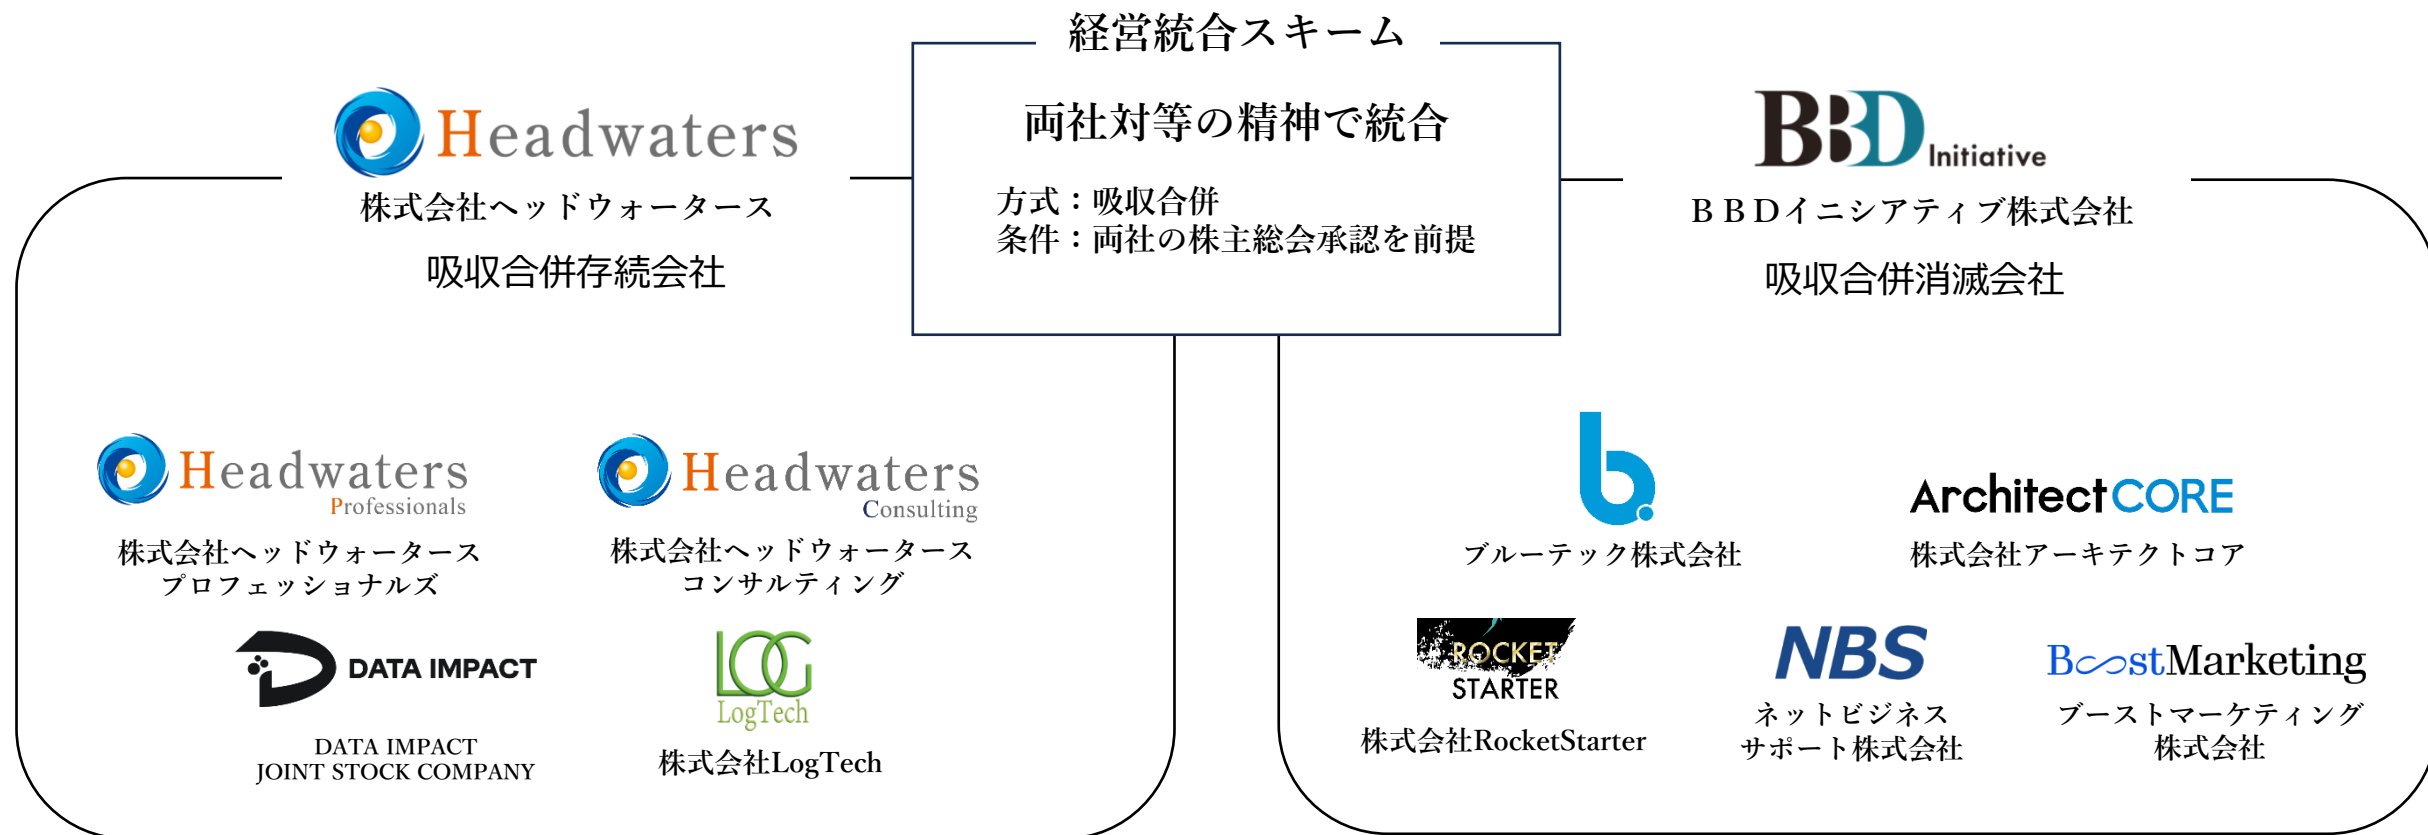 経営統合スキーム
両社対等の精神で統合
方式：吸収合併
条件：両社の株主総会承認を前提
Headwaters
株式会社ヘッドウォータース
吸収合併存続会社
BBD Initiative
ＢＢＤイニシアティブ株式会社
吸収合併消滅会社
Headwaters
Professionals
株式会社ヘッドウォータース
プロフェッショナルズ
Headwaters
Consulting
株式会社ヘッドウォータース
コンサルティング
DATA IMPACT
DATA IMPACT
JOINT STOCK COMPANY
LOG
LogTech
株式会社LogTech
b
ブルーテック株式会社
ArchitectCORE
株式会社アーキテクトコア
ROCKET
STARTER
株式会社RocketStarter
NBS
ネットビジネス
サポート株式会社
BoostMarketing
ブーストマーケティング
株式会社